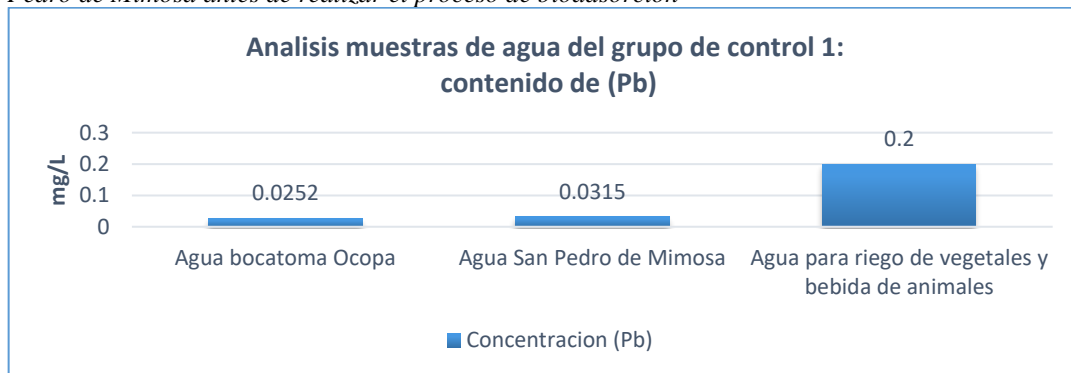 Pedro de Mimosa antes de realizar el proceso de bioadsorción
Analisis muestras de agua del grupo de control 1:
contenido de (Pb)
mg/L
0.3
0.2
0.1
0
0.0252
0.0315
0.2
Agua bocatoma Ocopa
Agua San Pedro de Mimosa
Agua para riego de vegetales y
bebida de animales
Concentracion (Pb)